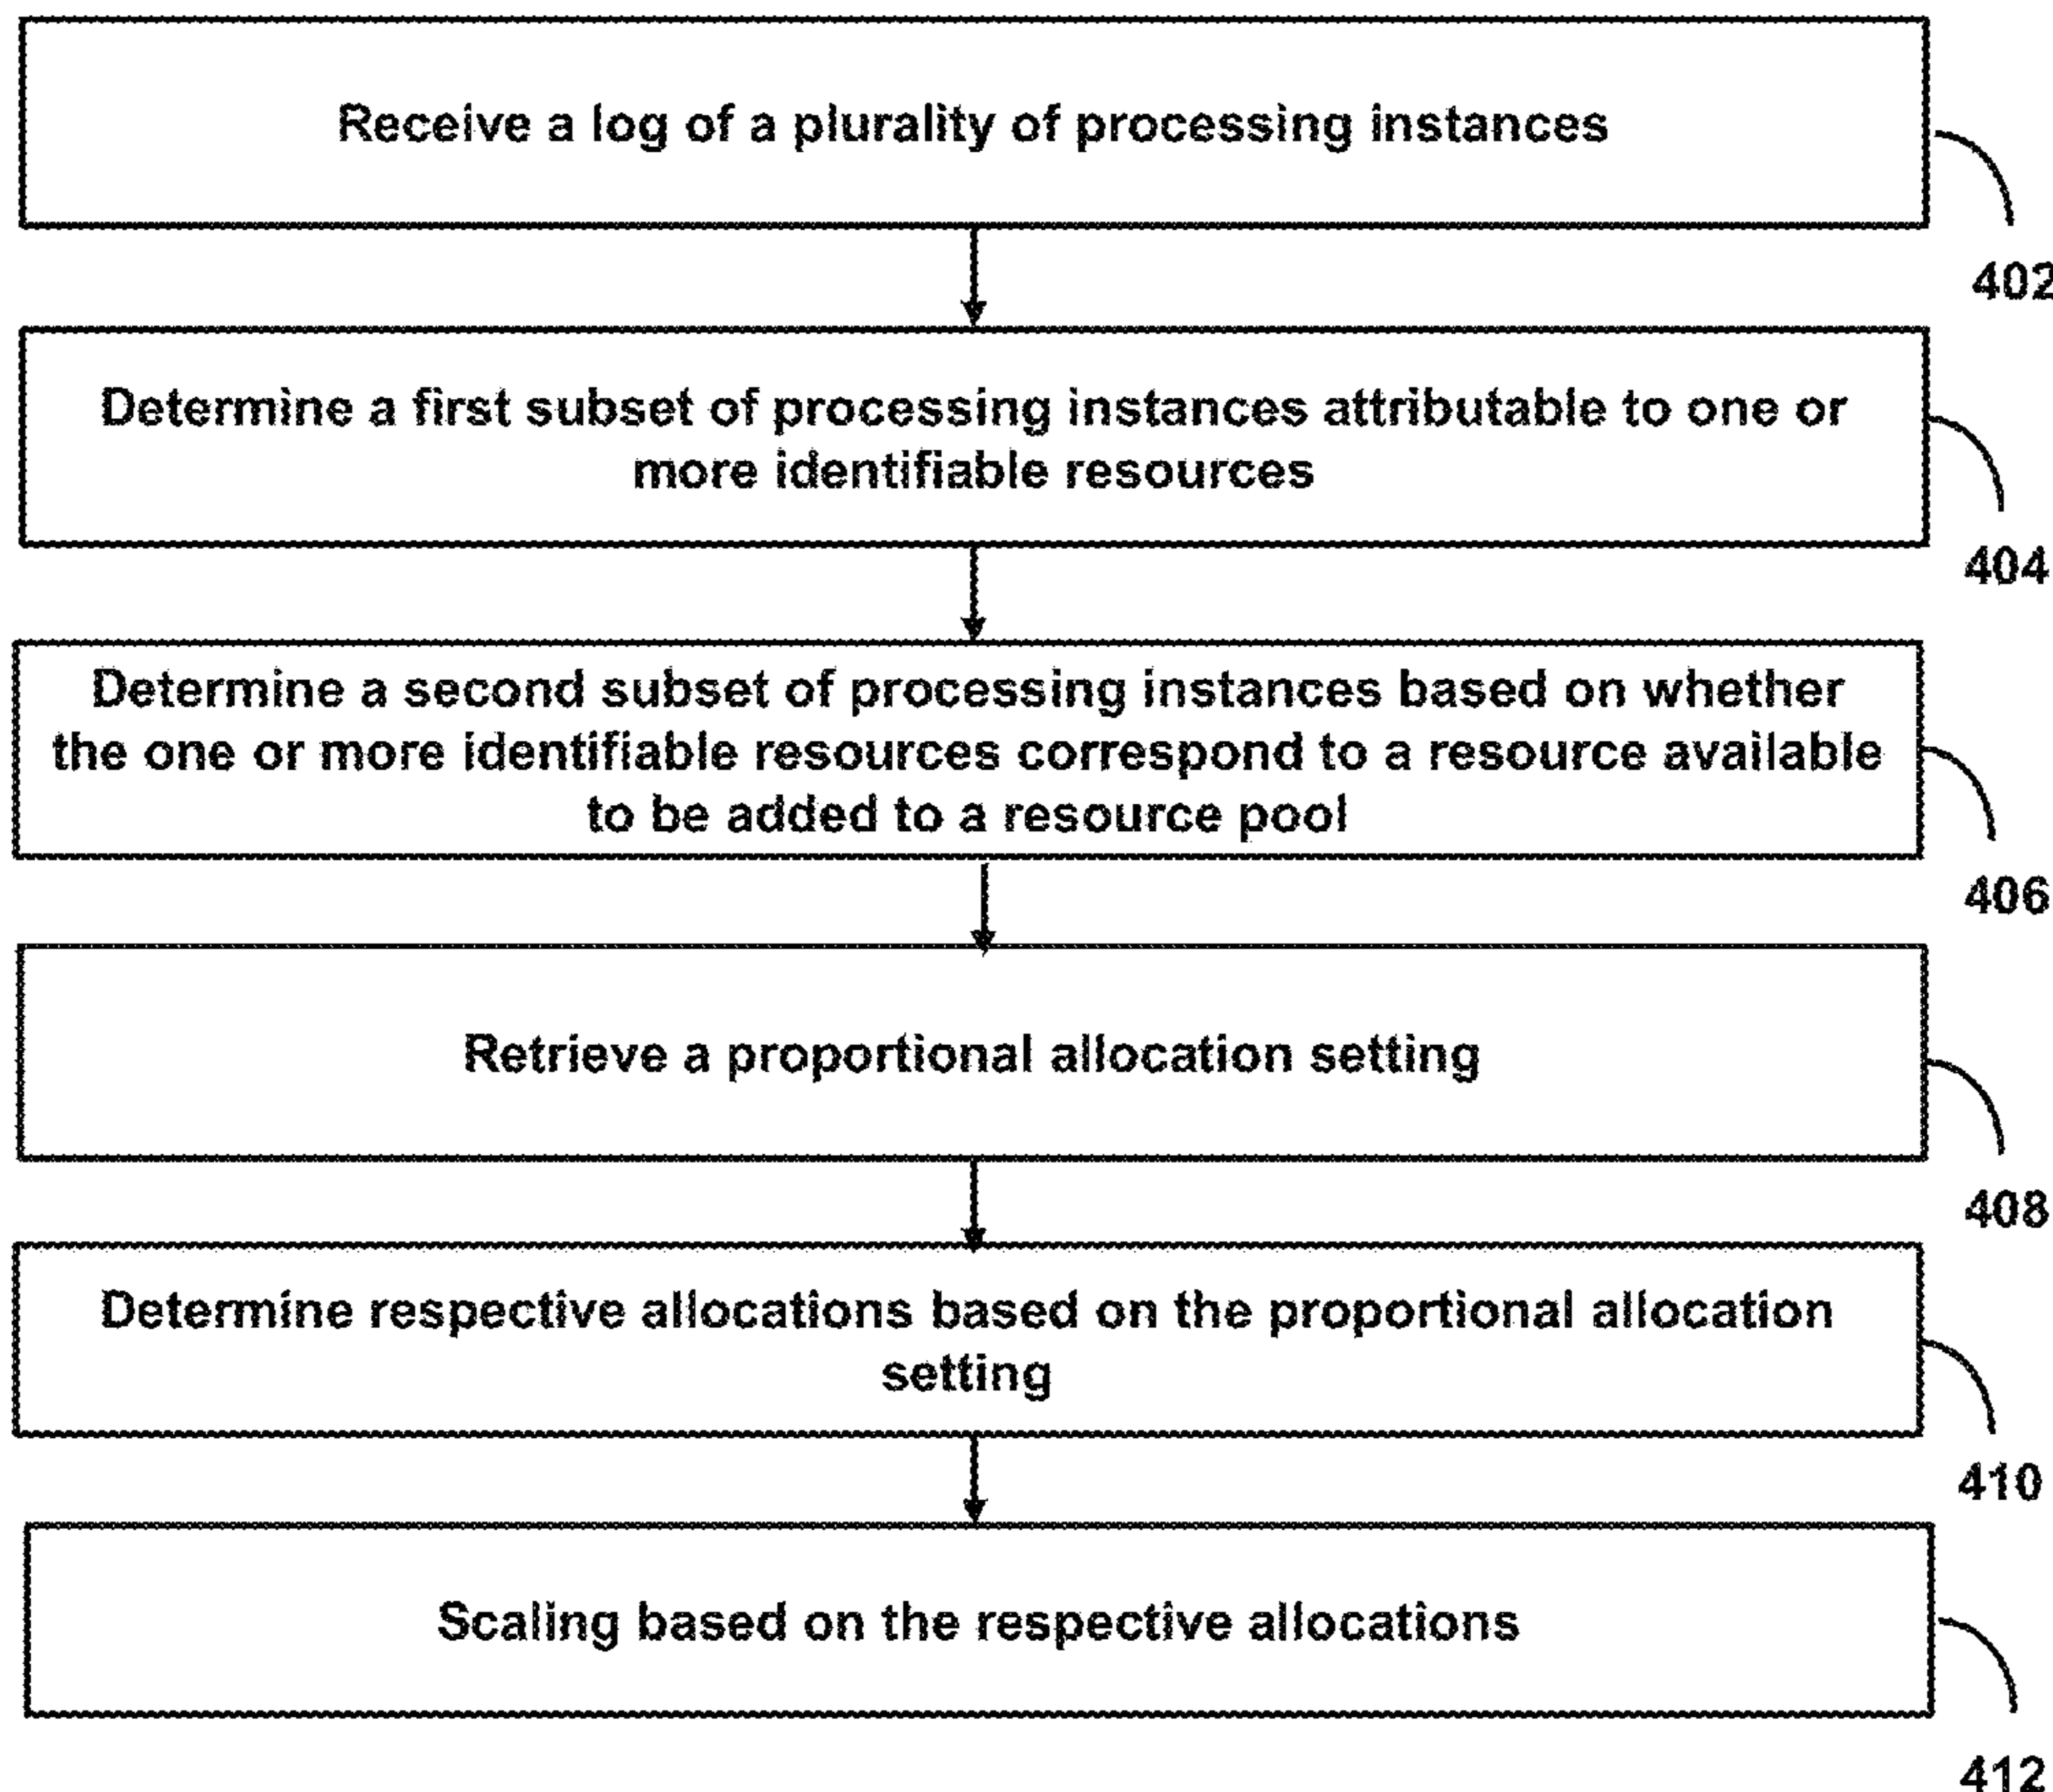 Receive a log of a plurality of processing instances
402
Determine a first subset of processing instances attributable to one or
more identifiable resources
404
Determine a second subset of processing instances based on whether
the one or more identifiable resources correspond to a resource available
to be added to a resource pool
406
Retrieve a proportional allocation setting
408
Determine respective allocations based on the proportional allocation
setting
410
Scaling based on the respective allocations
412